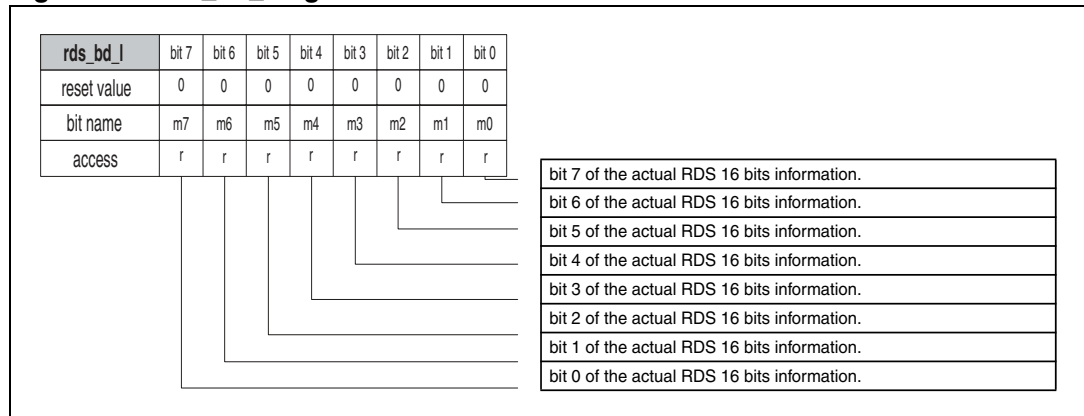 rds_bd_l bit 7 bit 6 bit 5 bit 4 bit 3 bit 2 bit 1 bit 0
reset value 0 0 0 0 0 0 0 0
bit name m7 m6 m5 m4 m3 m2 m1 m0
access r r r r r r r r
bit 7 of the actual RDS 16 bits information.
bit 6 of the actual RDS 16 bits information.
bit 5 of the actual RDS 16 bits information.
bit 4 of the actual RDS 16 bits information.
bit 3 of the actual RDS 16 bits information.
bit 2 of the actual RDS 16 bits information.
bit 1 of the actual RDS 16 bits information.
bit 0 of the actual RDS 16 bits information.